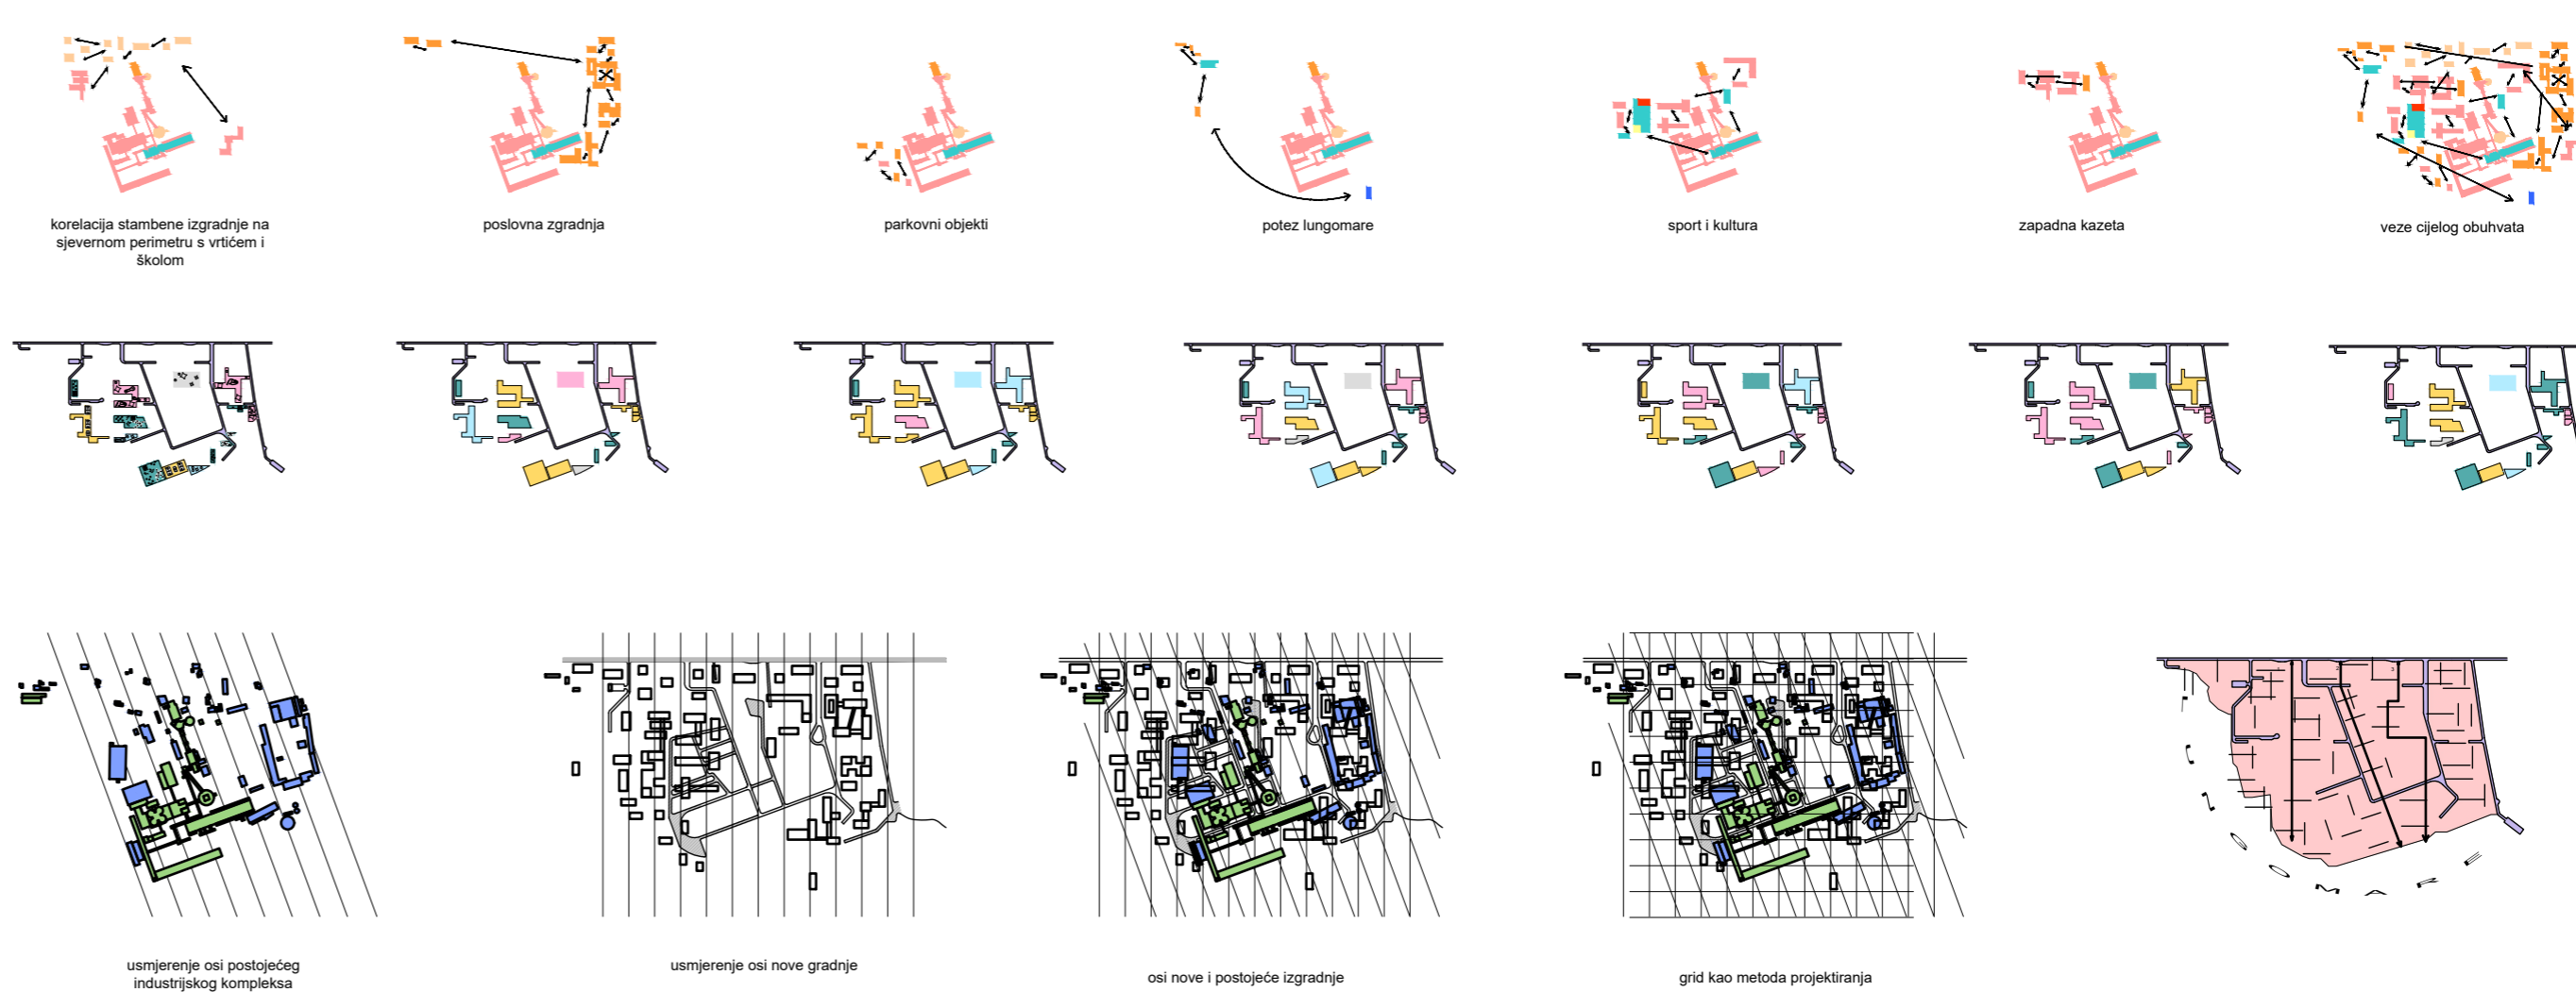 korelacija stambene izgradnje na
sjevernom perimetru s vrtićem i
školom
poslovna zgradnja
parkovni objekti
potez lungomare
sport i kultura
zapadna kazeta
veze cijelog obuhvata
usmjerenje osi postojećeg
industrijskog kompleksa
usmjerenje osi nove gradnje
osi nove i postojeće izgradnje
grid kao metoda projektiranja